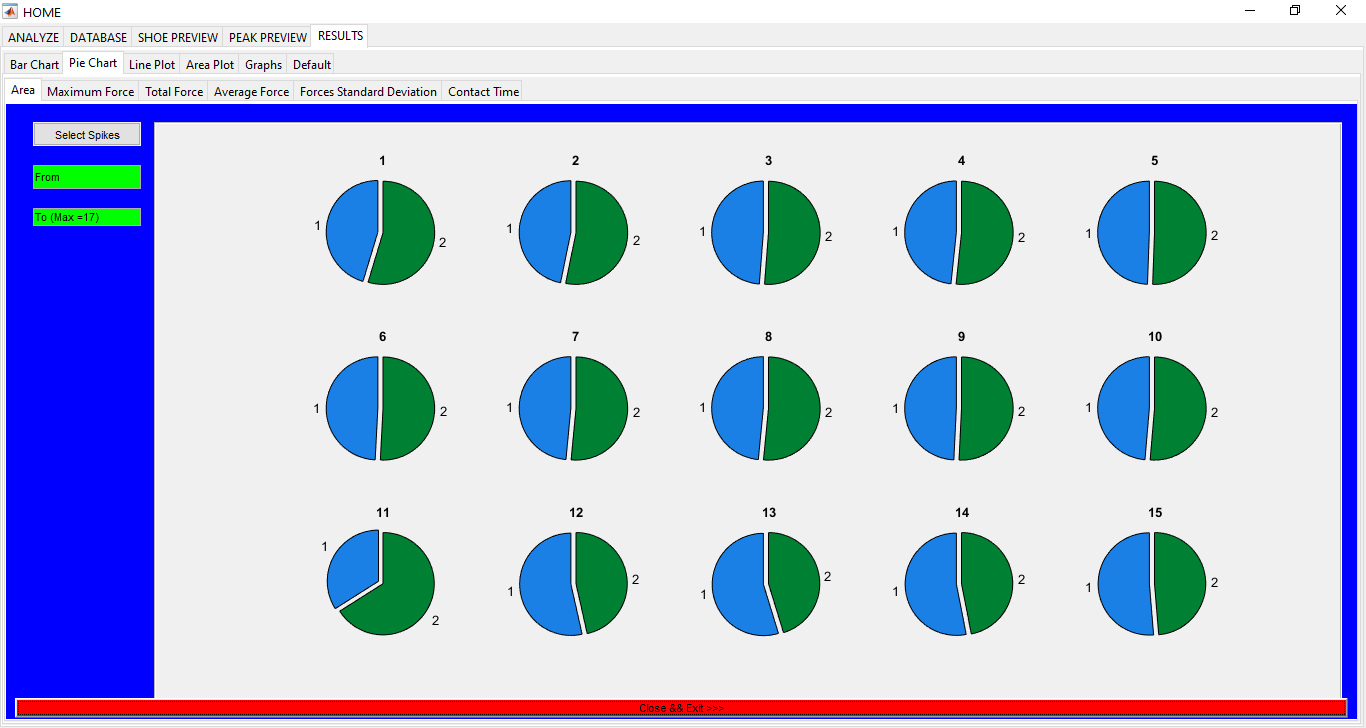 HOME
ANALYZE DATABASE SHOE PREVIEW PEAK PREVIEW RESULTS
Bar Chart Pie Chart Line Plot Area Plot Graphs Default
Area Maximum Force Total Force Average Force Forces Standard Deviation Contact Time
Select Spikes
From
To (Max =17)
1 2 3 4 5
1 2 1 2 1 2 1 2 1 2
6 7 8 9 10
1 2 1 2 1 2 1 2 1 2
11 12 13 14 15
1 2 1 2 1 2 1 2 1 2
Close && Exit >>>